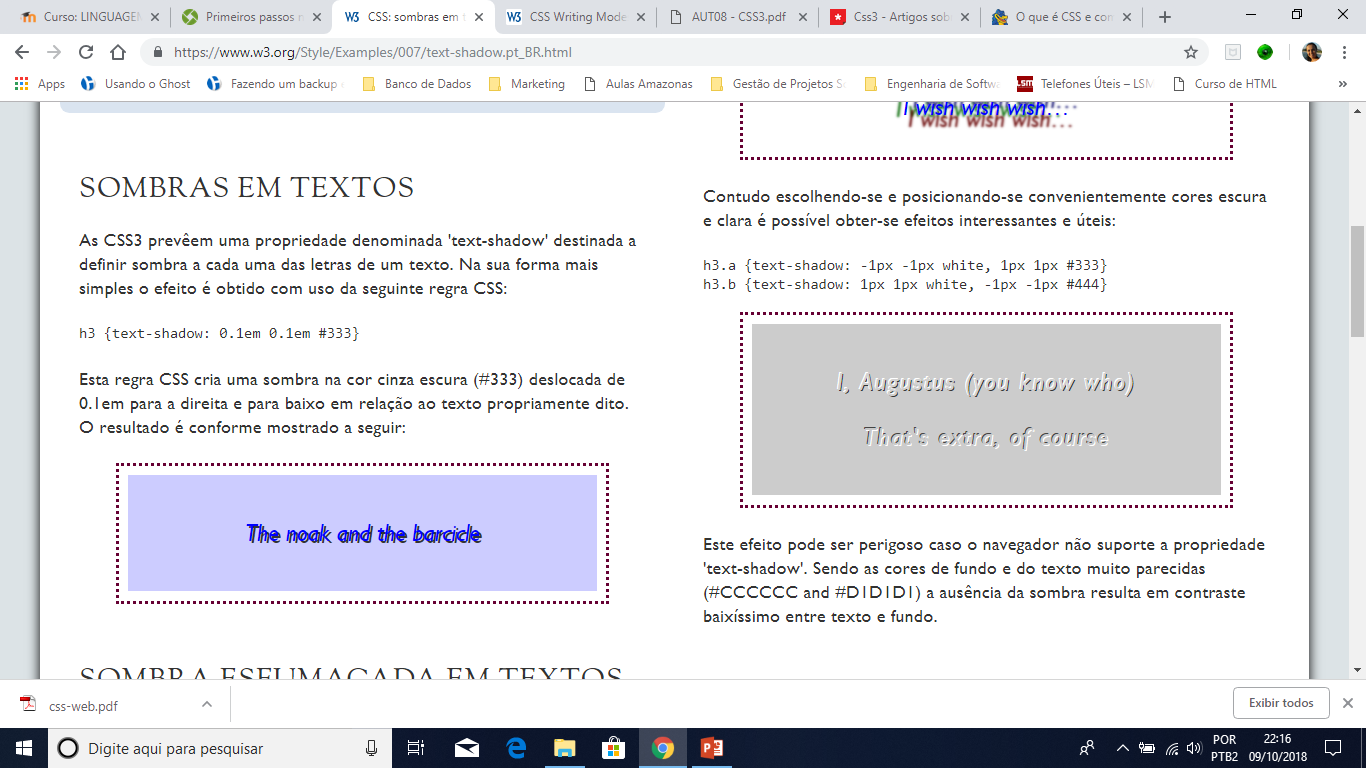 Curso: LINGUAGEN
Primeiros passos n
CSS: sombras em t
CSS Writing Mode
AUT08 - CSS3.pdf
Css3 - Artigos sob
O que é CSS e con
https://www.w3.org/Style/Examples/007/text-shadow.pt_BR.html
Apps
Usando o Ghost
Fazendo um backup
Banco de Dados
Marketing
Aulas Amazonas
Gestão de Projetos S
Engenharia de Softwa
Telefones Úteis – LSM
Curso de HTML
»
SOMBRAS EM TEXTOS
As CSS3 prevêem uma propriedade denominada 'text-shadow' destinada a
definir sombra a cada uma das letras de um texto. Na sua forma mais
simples o efeito é obtido com uso da seguinte regra CSS:
h3 {text-shadow: 0.1em 0.1em #333}
Esta regra CSS cria uma sombra na cor cinza escura (#333) deslocada de
0.1em para a direita e para baixo em relação ao texto propriamente dito.
O resultado é conforme mostrado a seguir:
The noak and the barcicle
SOMBRA ESFUMAÇADA EM TEXTOS
I wish wish wish…
Contudo escolhendo-se e posicionando-se convenientemente cores escura
e clara é possível obter-se efeitos interessantes e úteis:
h3.a {text-shadow: -1px -1px white, 1px 1px #333}
h3.b {text-shadow: 1px 1px white, -1px -1px #444}
I, Augustus (you know who)
That's extra, of course
Este efeito pode ser perigoso caso o navegador não suporte a propriedade
'text-shadow'. Sendo as cores de fundo e do texto muito parecidas
(#CCCCCC and #D1D1D1) a ausência da sombra resulta em contraste
baixíssimo entre texto e fundo.
css-web.pdf
Exibir todos
Digite aqui para pesquisar
POR
PTB2
22:16
09/10/2018